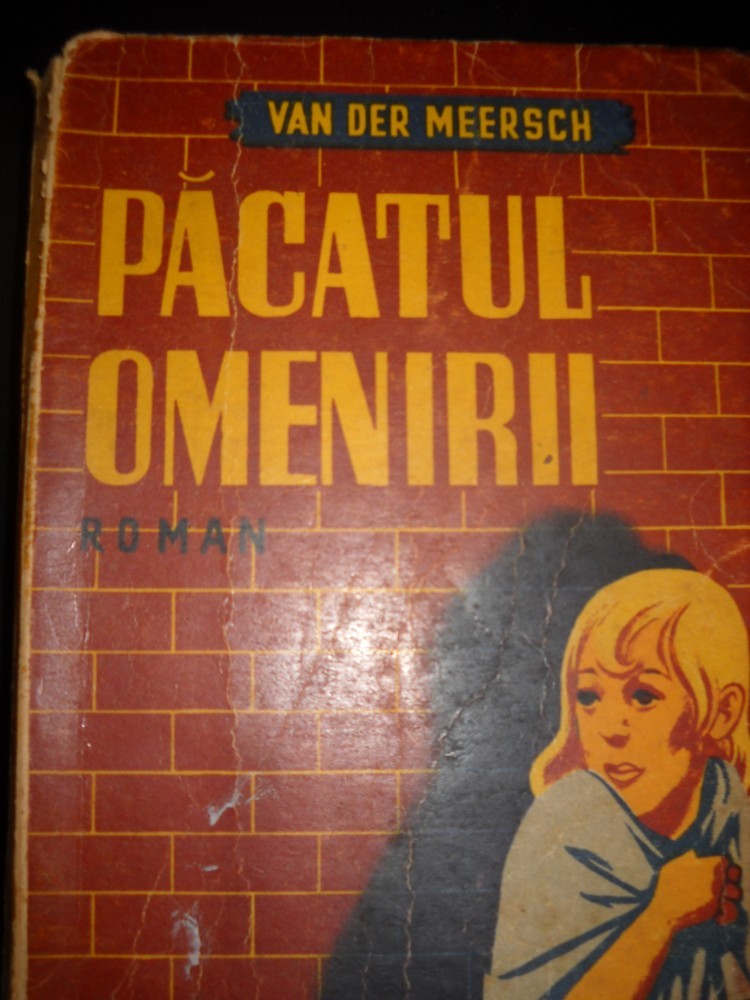 VAN DER MEERSCH
PĂCATUL
OMENIRII
ROMAN